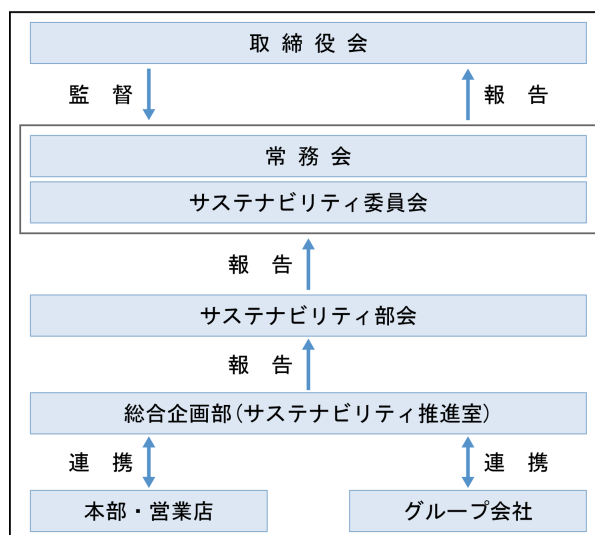 取締役会
監督
報告
常務会
サステナビリティ委員会
報告
サステナビリティ部会
報告
総合企画部(サステナビリティ推進室)
連携
連携
本部・営業店
グループ会社